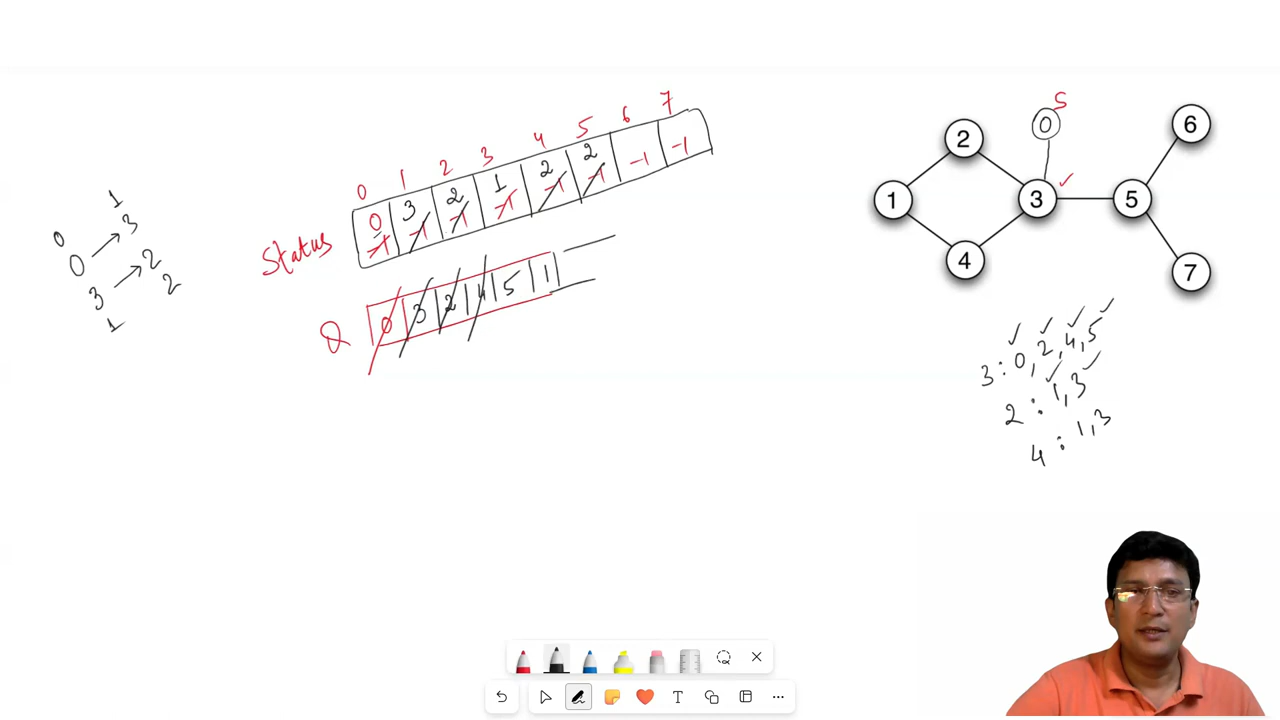 0 1 2 3 4 5 6 7
Status
0 3 2 1 2 2 -1 -1
-1 -1 -1 -1 -1 -1
Q 0 3 2 4 5 1
0 1
0 → 3
3 → 2
1 2
S
0
2 6
1 3 5
4 7
3 : 0, 2, 4, 5
2 : 1, 3
4 : 1, 3
T